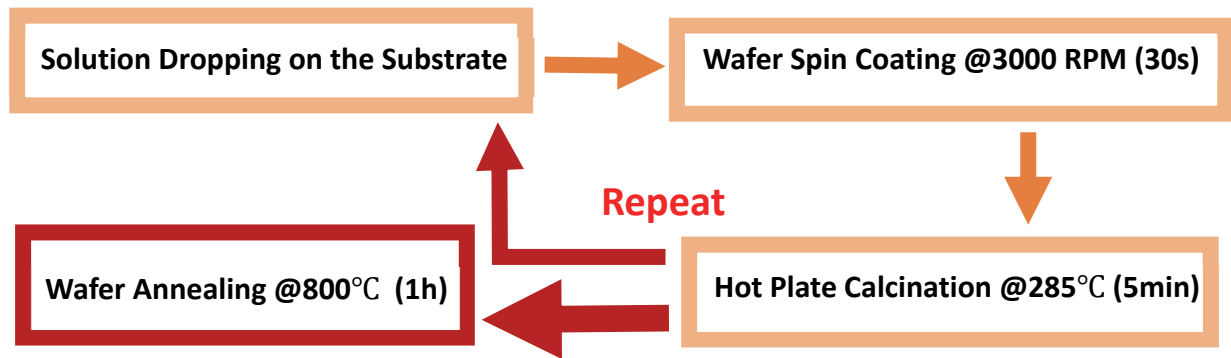 Solution Dropping on the Substrate
Wafer Spin Coating @3000 RPM (30s)
Repeat
Wafer Annealing @800℃ (1h)
Hot Plate Calcination @285℃ (5min)